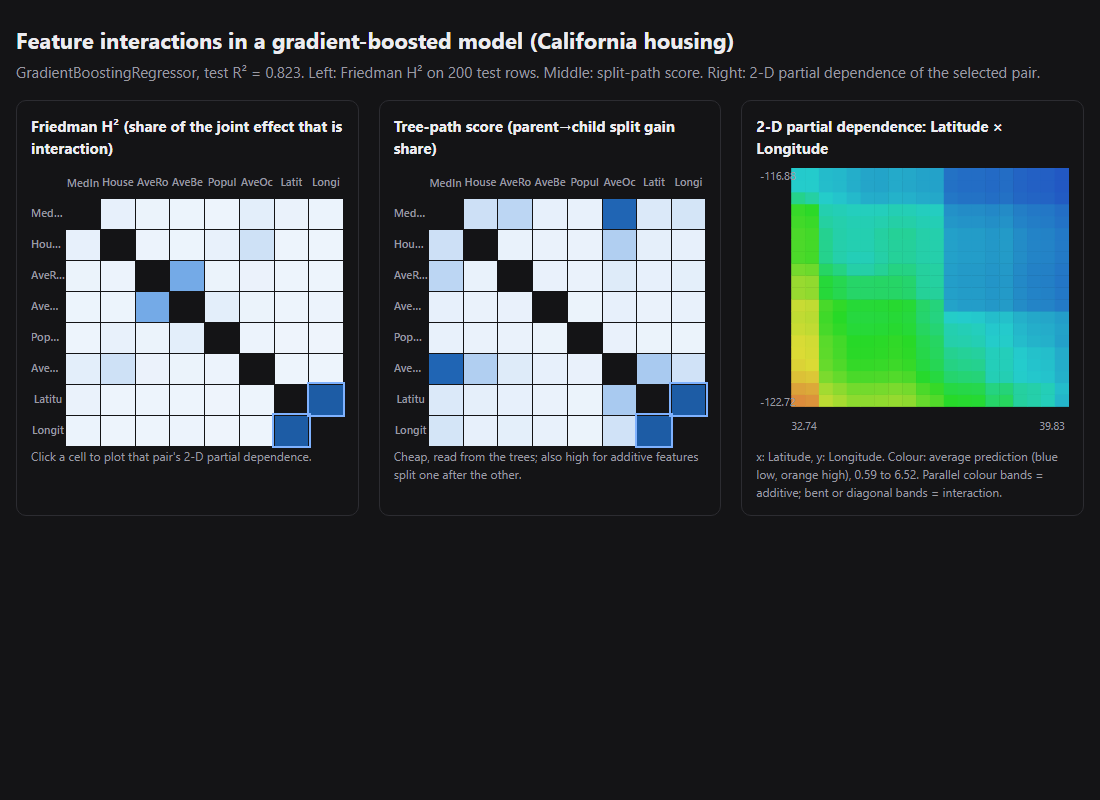 Feature interactions in a gradient-boosted model (California housing)
GradientBoostingRegressor, test R² = 0.823. Left: Friedman H² on 200 test rows. Middle: split-path score. Right: 2-D partial dependence of the selected pair.
Friedman H² (share of the joint effect that is
interaction)
MedIn House AveRo AveBe Popul AveOc Latit Longi
Med...
Hou...
AveR...
Ave...
Pop...
Ave...
Latitu
Longit
Click a cell to plot that pair's 2-D partial dependence.
Tree-path score (parent→child split gain
share)
MedIn House AveRo AveBe Popul AveOc Latit Longi
Med...
Hou...
AveR...
Ave...
Pop...
Ave...
Latitu
Longit
Cheap, read from the trees; also high for additive features
split one after the other.
2-D partial dependence: Latitude ×
Longitude
-116.8
-122.7
32.74 39.83
x: Latitude, y: Longitude. Colour: average prediction (blue
low, orange high), 0.59 to 6.52. Parallel colour bands =
additive; bent or diagonal bands = interaction.